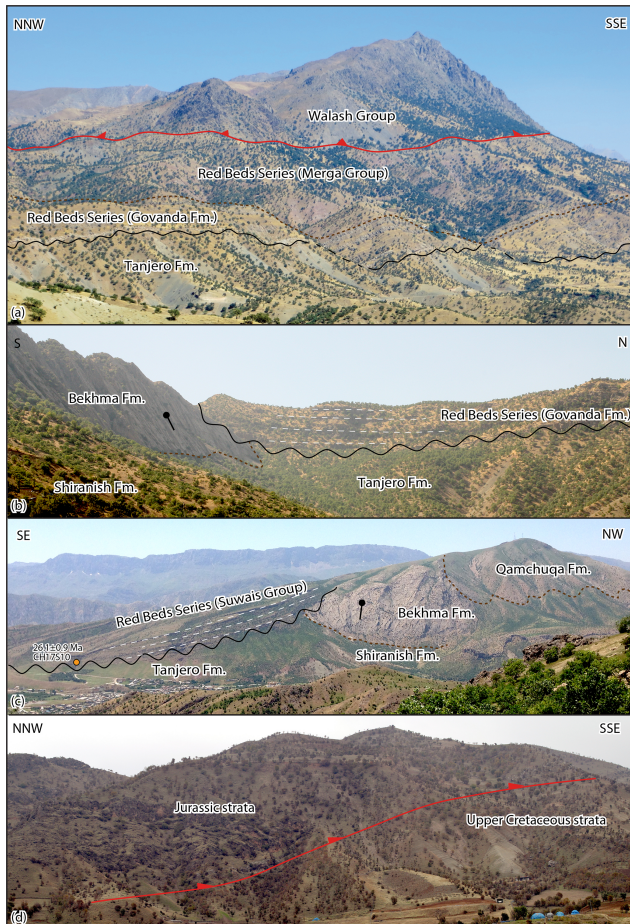 NNW
SSE
Walash Group
Red Beds Series (Merga Group)
Red Beds Series (Govanda Fm.)
Tanjero Fm.
(a)
S
N
Bekhma Fm.
Red Beds Series (Govanda Fm.)
Shiranish Fm.
Tanjero Fm.
(b)
SE
NW
Qamchuqa Fm.
Red Beds Series (Suwais Group)
Bekhma Fm.
26.1±0.9 Ma
CH17S10
Tanjero Fm.
Shiranish Fm.
(c)
NNW
SSE
Jurassic strata
Upper Cretaceous strata
(d)